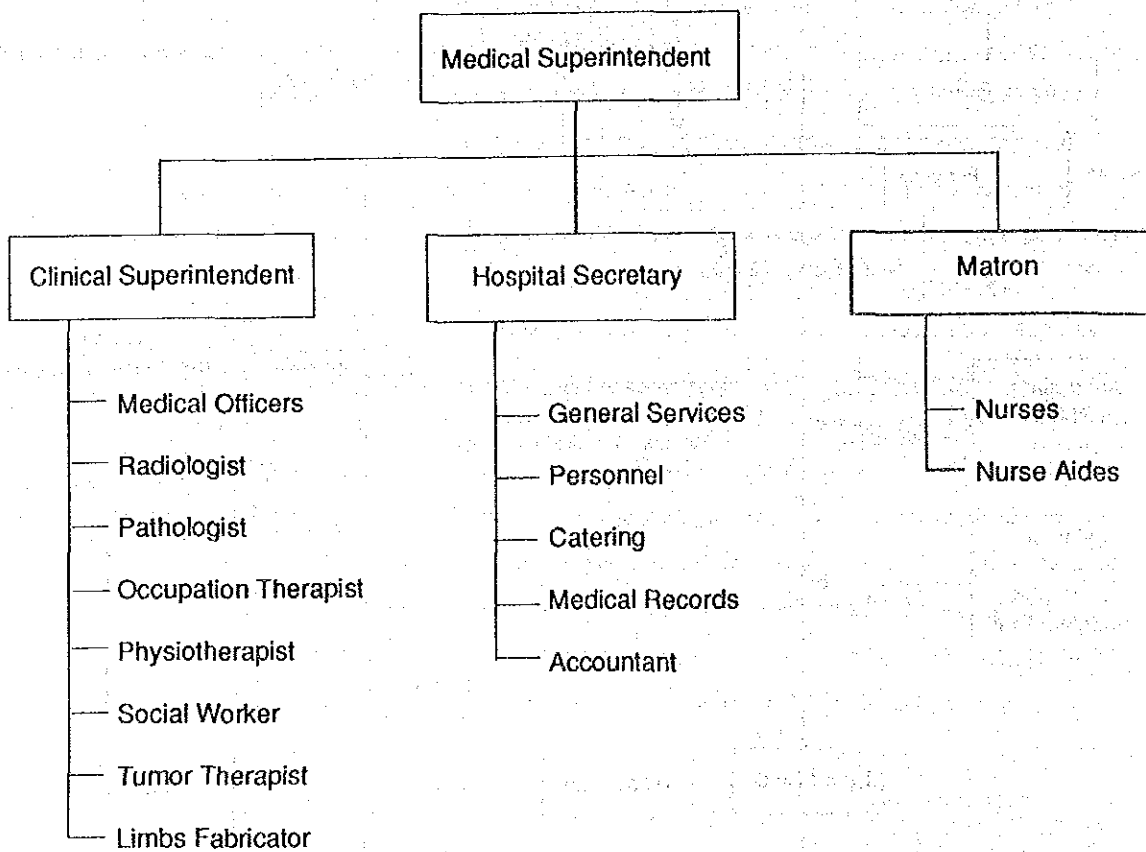 Medical Superintendent
Clinical Superintendent
Medical Officers
Radiologist
Pathologist
Occupation Therapist
Physiotherapist
Social Worker
Tumor Therapist
Limbs Fabricator
Hospital Secretary
General Services
Personnel
Catering
Medical Records
Accountant
Matron
Nurses
Nurse Aides